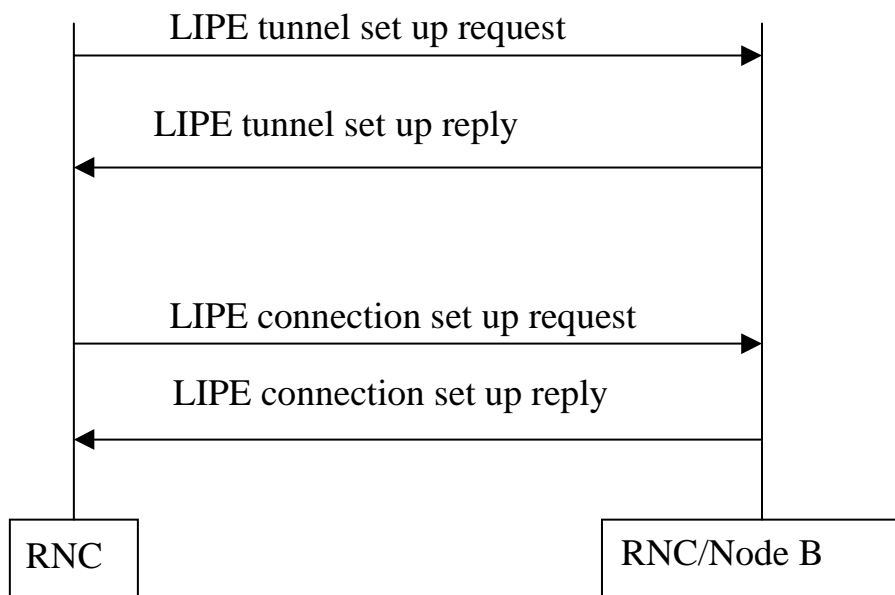 LIPE tunnel set up request
LIPE tunnel set up reply
LIPE connection set up request
LIPE connection set up reply
RNC
RNC/Node B